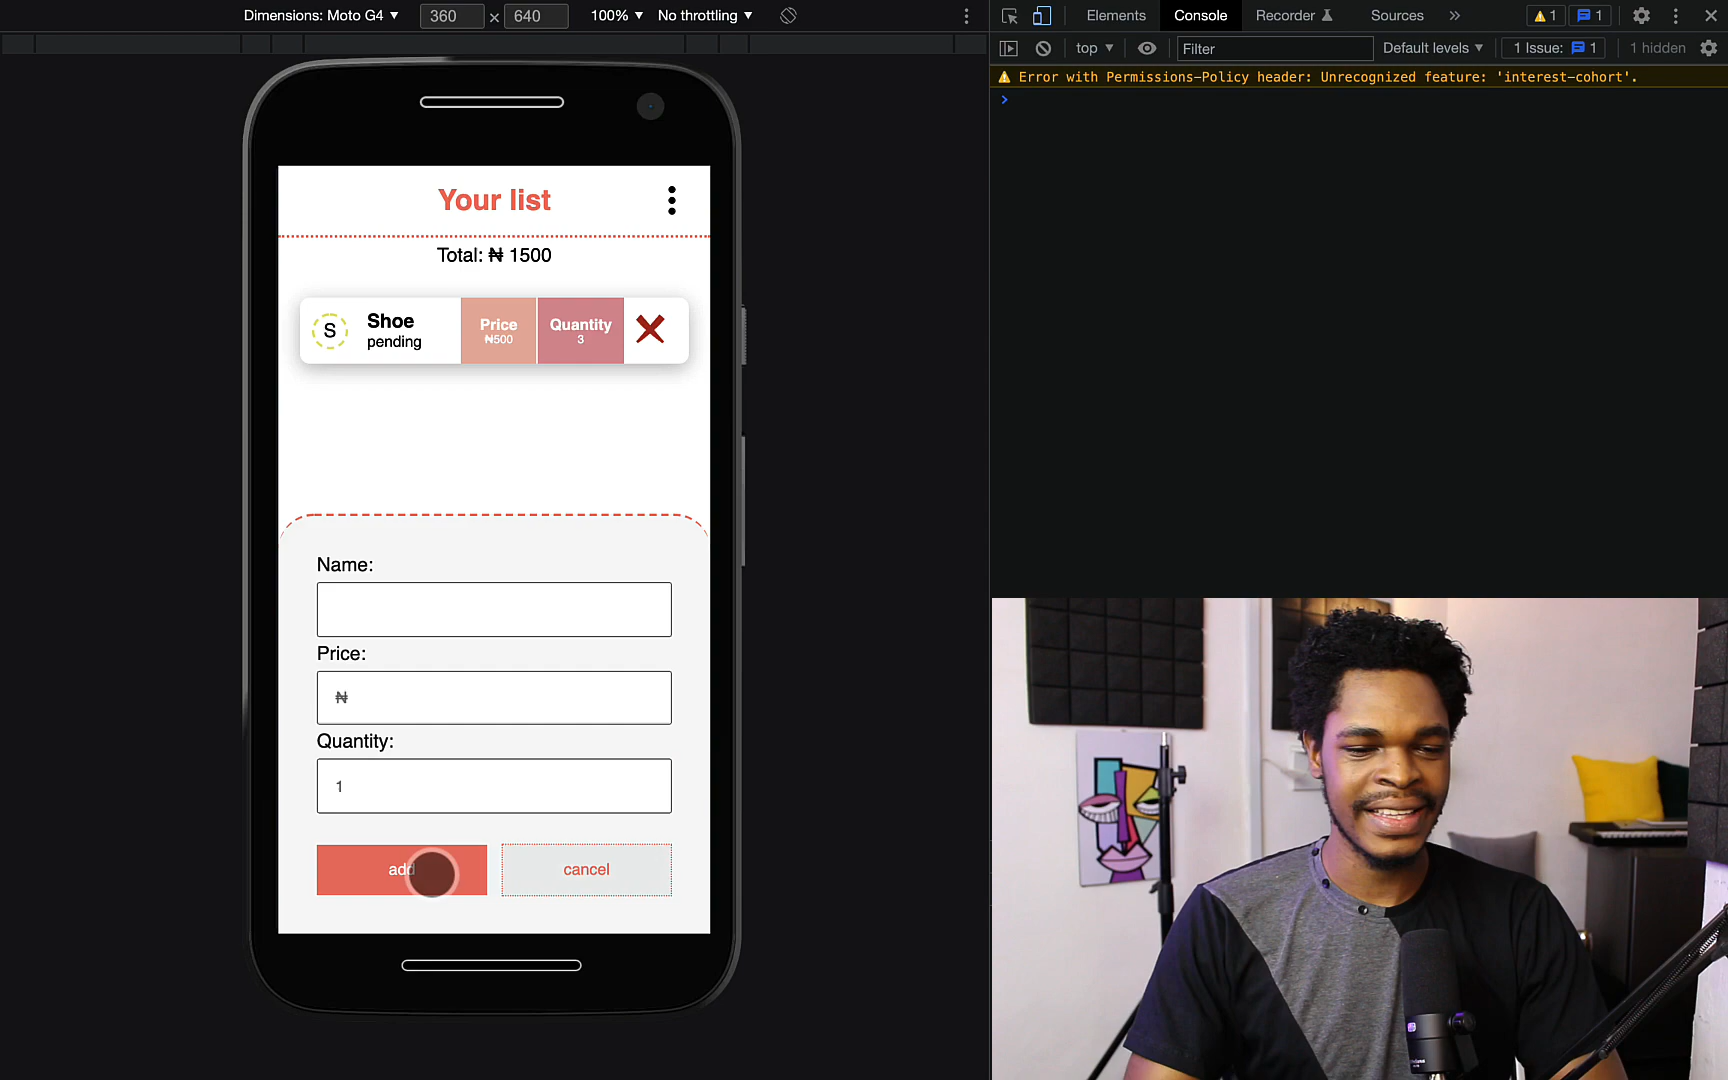 Dimensions: Moto G4 ▼ 360 × 640 100% ▼ No throttling ▼
Elements Console Recorder Sources » 1 1
top ▼ Filter Default levels ▼ 1 Issue: 1 1 hidden
Error with Permissions-Policy header: Unrecognized feature: 'interest-cohort'.
Your list
Total: ₦ 1500
S Shoe Price Quantity
pending ₦500 3
Name:
Price:
₦
Quantity:
1
add cancel